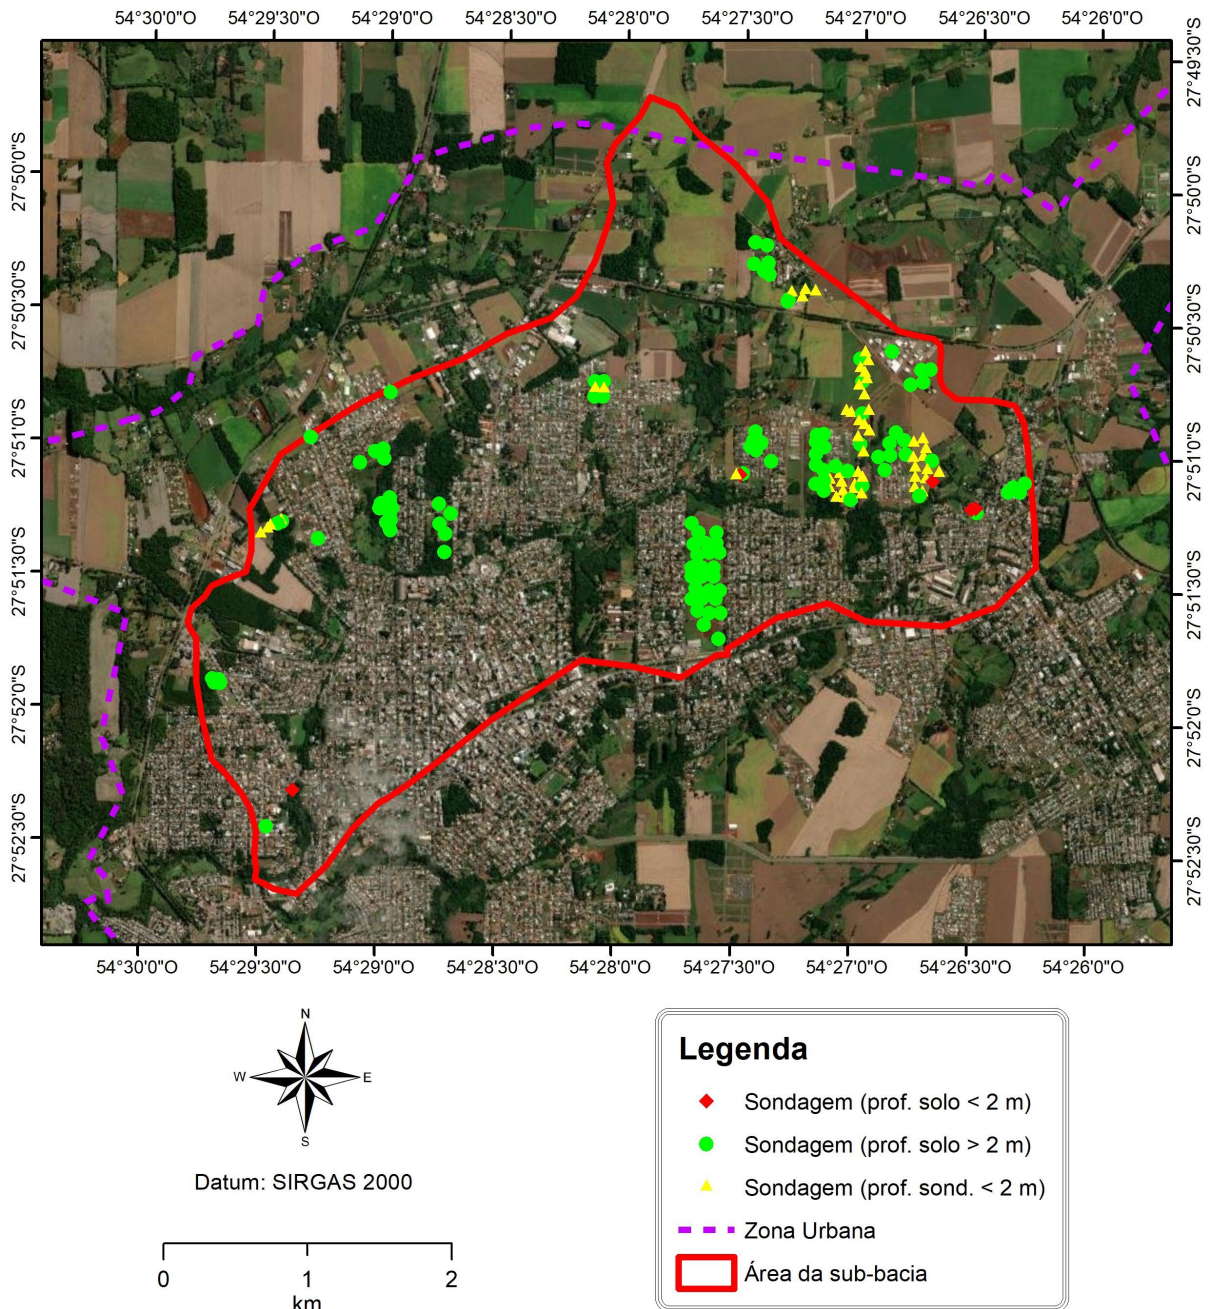 54°30'0"O 54°29'30"O 54°29'0"O 54°28'30"O 54°28'0"O 54°27'30"O 54°27'0"O 54°26'30"O 54°26'0"O
27°50'0"S
27°50'30"S
27°51'0"S
27°51'30"S
27°52'0"S
27°52'30"S
27°49'30"S
27°50'0"S
27°50'30"S
27°51'0"S
27°51'30"S
27°52'0"S
27°52'30"S
54°30'0"O 54°29'30"O 54°29'0"O 54°28'30"O 54°28'0"O 54°27'30"O 54°27'0"O 54°26'30"O 54°26'0"O
N
W E
S
Datum: SIRGAS 2000
0 1 2
km
Legenda
Sondagem (prof. solo < 2 m)
Sondagem (prof. solo > 2 m)
Sondagem (prof. sond. < 2 m)
Zona Urbana
Área da sub-bacia